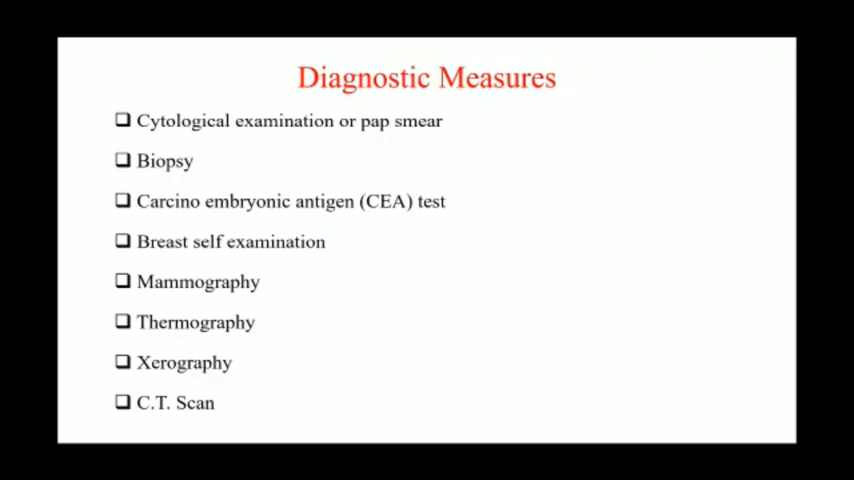 Diagnostic Measures
❑ Cytological examination or pap smear
❑ Biopsy
❑ Carcino embryonic antigen (CEA) test
❑ Breast self examination
❑ Mammography
❑ Thermography
❑ Xerography
❑ C.T. Scan